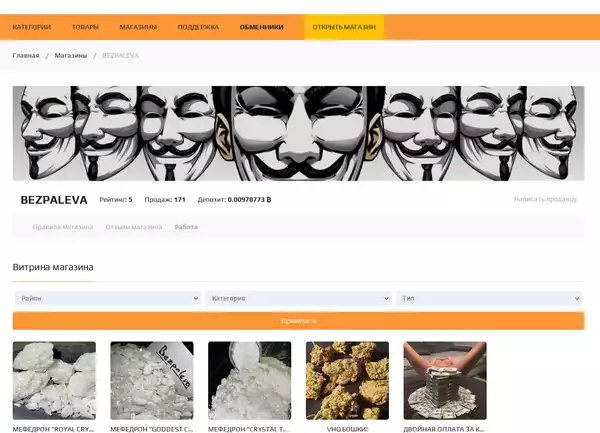 КАТЕГОРИИ ТОВАРЫ МАГАЗИНЫ ПОДДЕРЖКА ОБМЕННИКИ ОТКРЫТЬ МАГАЗИН
Главная / Магазины / BEZPALEVA
BEZPALEVA Рейтинг: 5 Продаж: 171 Депозит: 0.00978773 ₿ Написать продавцу
Правила магазина Отзывы магазина Работа
Витрина магазина
Район Категория Тип
Применить
Bezpalem
МЕФЕДРОН "ROYAL CRY... МЕФЕДРОН "GODDEST C... МЕФЕДРОН "CRYSTAL T... VHQ БОШКИ! ДВОЙНАЯ ОПЛАТА ЗА К...